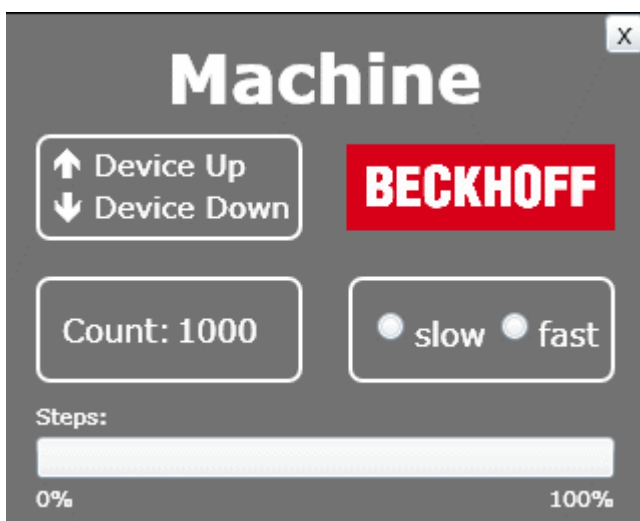 X
Machine
Device Up
Device Down
BECKHOFF
Count: 1000
slow fast
Steps:
0% 100%